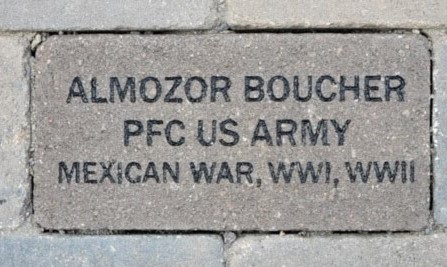 ALMOZOR BOUCHER
PFC US ARMY
MEXICAN WAR, WWI, WWII